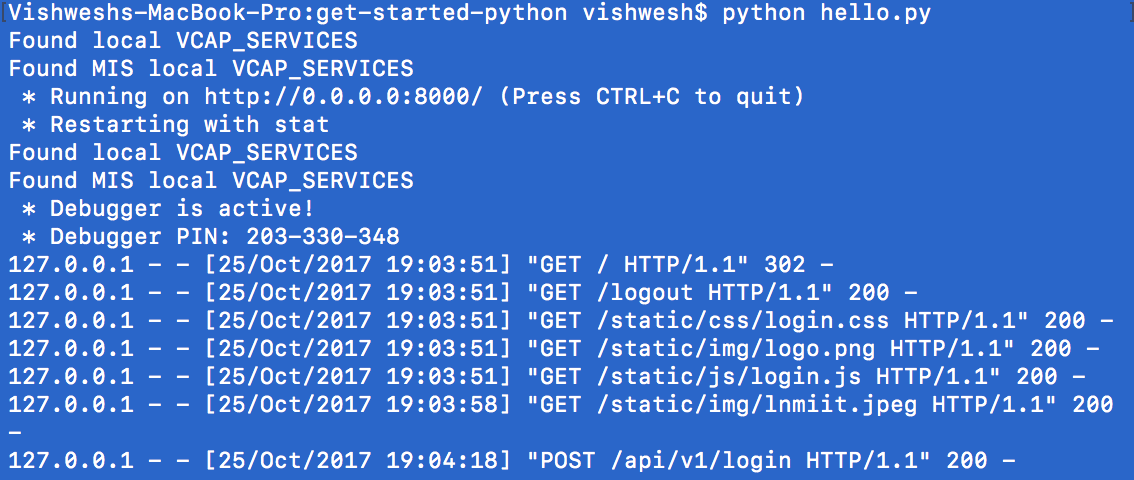 [Vishweshs-MacBook-Pro:get-started-python vishwesh$ python hello.py ]
Found local VCAP_SERVICES
Found MIS local VCAP_SERVICES
 * Running on http://0.0.0.0:8000/ (Press CTRL+C to quit)
 * Restarting with stat
Found local VCAP_SERVICES
Found MIS local VCAP_SERVICES
 * Debugger is active!
 * Debugger PIN: 203-330-348
127.0.0.1 - - [25/Oct/2017 19:03:51] "GET / HTTP/1.1" 302 -
127.0.0.1 - - [25/Oct/2017 19:03:51] "GET /logout HTTP/1.1" 200 -
127.0.0.1 - - [25/Oct/2017 19:03:51] "GET /static/css/login.css HTTP/1.1" 200 -
127.0.0.1 - - [25/Oct/2017 19:03:51] "GET /static/img/logo.png HTTP/1.1" 200 -
127.0.0.1 - - [25/Oct/2017 19:03:51] "GET /static/js/login.js HTTP/1.1" 200 -
127.0.0.1 - - [25/Oct/2017 19:03:58] "GET /static/img/lnmiit.jpeg HTTP/1.1" 200
-
127.0.0.1 - - [25/Oct/2017 19:04:18] "POST /api/v1/login HTTP/1.1" 200 -